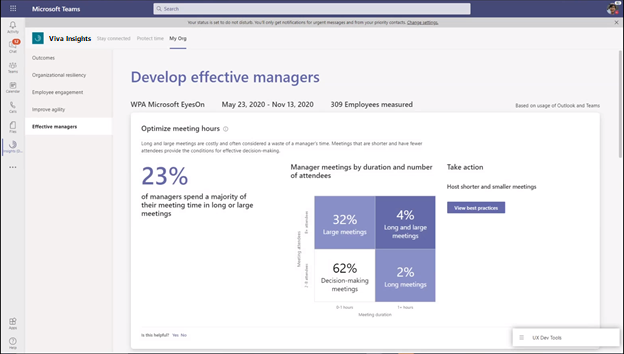 Microsoft Teams
Search
Your status is set to do not disturb. You'll only get notifications for urgent messages and from your priority contacts. Change settings.
Activity
Chat
Teams
Calendar
Calls
Files
Insights
Apps
Help
Viva Insights
Stay connected
Protect time
My Org
Outcomes
Organizational resiliency
Employee engagement
Improve agility
Effective managers
Develop effective managers
WPA Microsoft EyesOn
May 23, 2020 - Nov 13, 2020
309 Employees measured
Based on usage of Outlook and Teams
Optimize meeting hours
Long and large meetings are costly and often considered a waste of a manager's time. Meetings that are shorter and have fewer
attendees provide the conditions for effective decision-making.
23%
of managers spend a majority of
their meeting time in long or large
meetings
Manager meetings by duration and number
of attendees
Meeting attendees
32%
Large meetings
4%
Long and large
meetings
62%
Decision-making
meetings
2%
Long meetings
0-1 hours
1+ hours
Meeting duration
Take action
Host shorter and smaller meetings
View best practices
Is this helpful? Yes No
UX Dev Tools